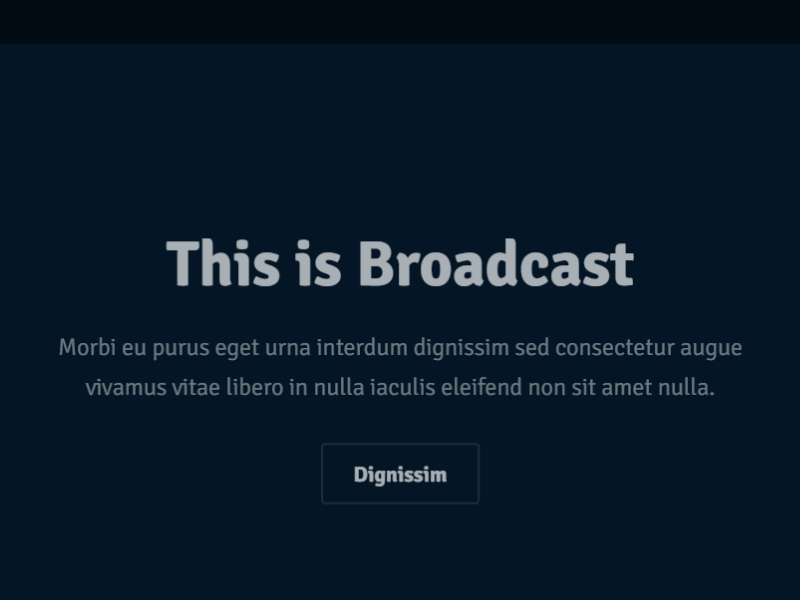 This is Broadcast
Morbi eu purus eget urna interdum dignissim sed consectetur augue
vivamus vitae libero in nulla iaculis eleifend non sit amet nulla.
Dignissim